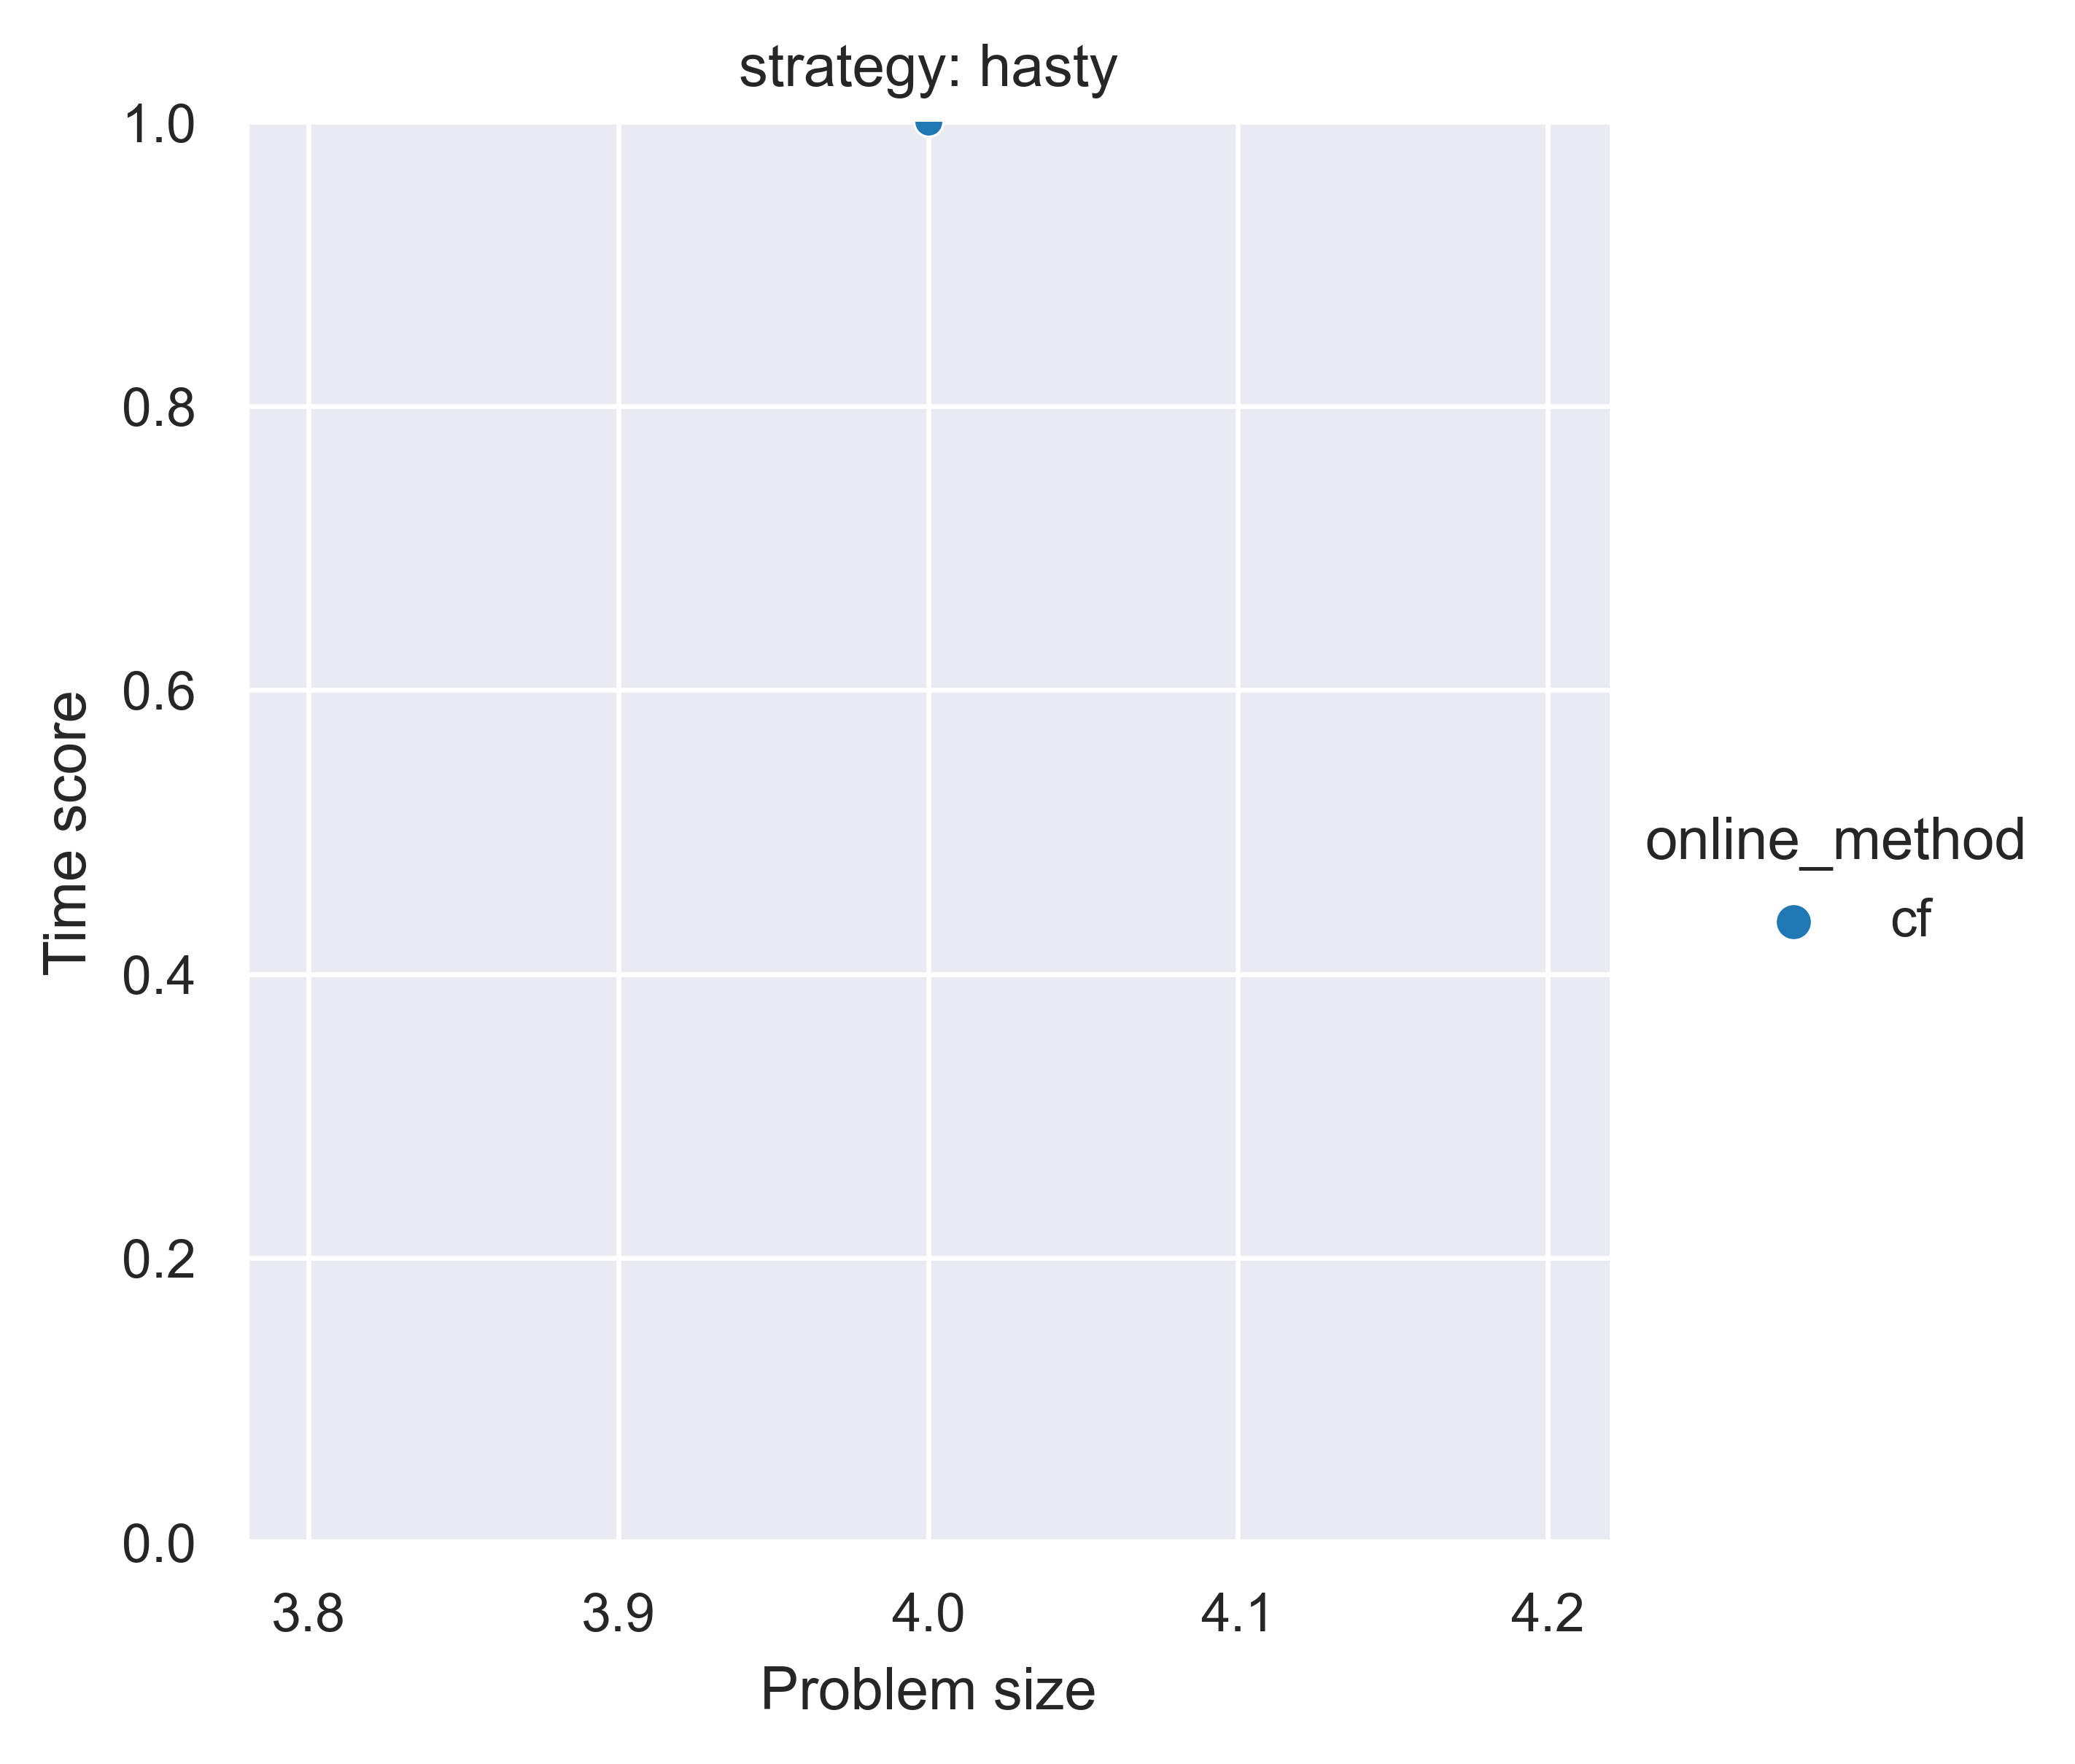 strategy: hasty
1.0
0.8
0.6
0.4
0.2
0.0
Time score
3.8 3.9 4.0 4.1 4.2
Problem size
online_method
cf